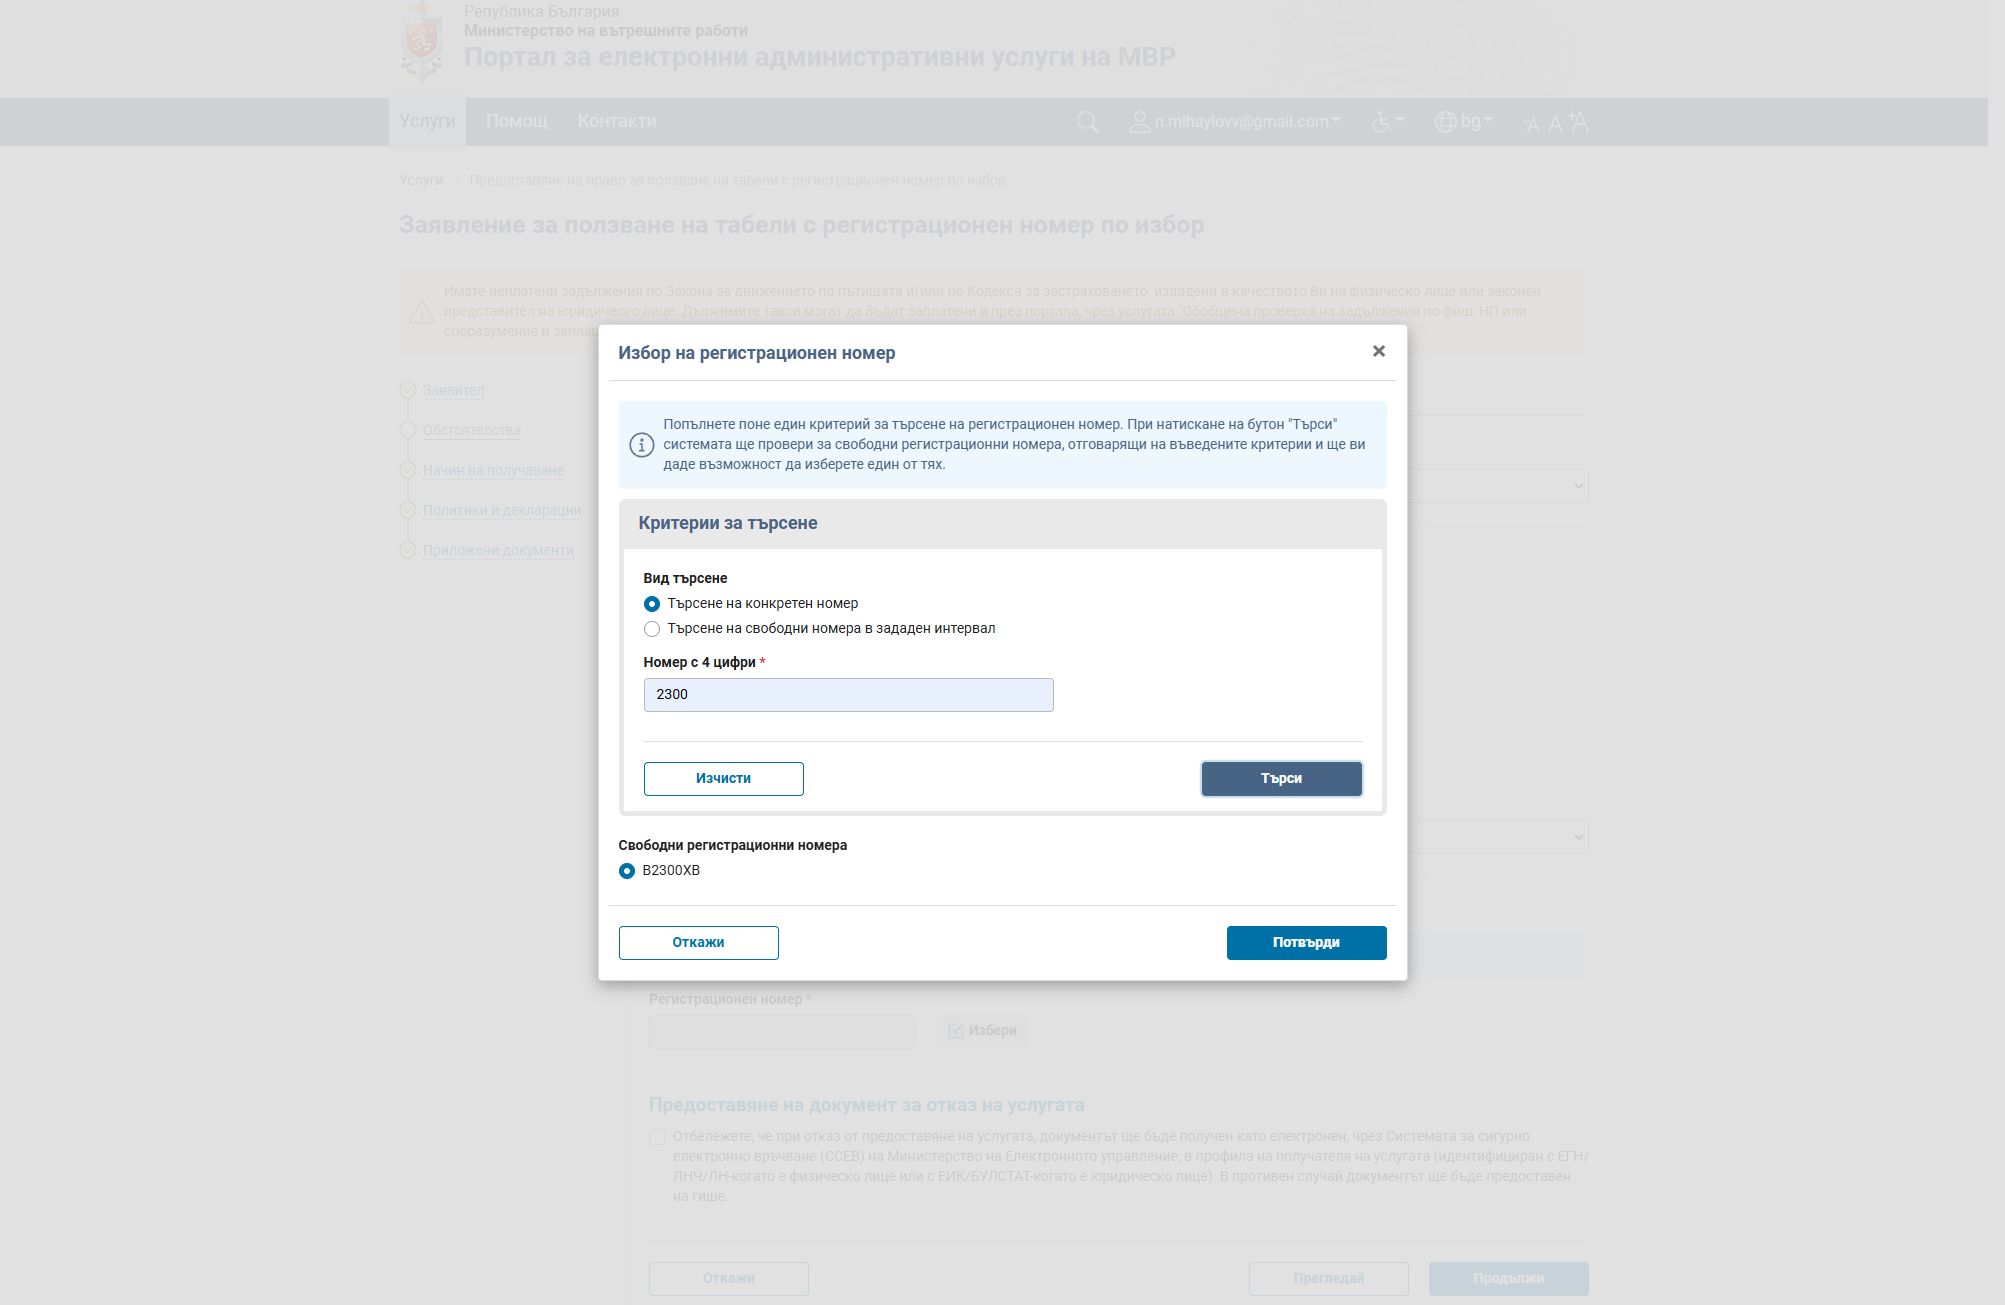 Република България
Министерство на вътрешните работи
Портал за електронни административни услуги на МВР
Услуги
Помощ
Контакти
n.mihaylovv@gmail.com
bg
-A A +A
Услуги / Предоставяне на право за ползване на табели с регистрационен номер по избор
Заявление за ползване на табели с регистрационен номер по избор
Имате неплатени задължения по Закона за движението по пътищата и/или по Кодекса за застраховането, издадени в качеството Ви на физическо лице или законен
представител на юридическо лице. Дължимите такси могат да бъдат заплатени и през портала, чрез услугата "Обобщена проверка на задължения по фиш, НП или
споразумение и
Заявител
Обстоятелства
Начин на получаване
Политики и декларации
Приложени документи
Избор на регистрационен номер
×
Попълнете поне един критерий за търсене на регистрационен номер. При натискане на бутон "Търси"
системата ще провери за свободни регистрационни номера, отговарящи на въведените критерии и ще ви
даде възможност да изберете един от тях.
Критерии за търсене
Вид търсене
Търсене на конкретен номер
Търсене на свободни номера в зададен интервал
Номер с 4 цифри *
2300
Изчисти
Търси
Свободни регистрационни номера
B2300XB
Откажи
Потвърди
Регистрационен номер *
Избери
Предоставяне на документ за отказ на услугата
Отбележете, че при отказ от предоставяне на услугата, документът ще бъде получен като електронен, чрез Системата за сигурно
електронно връчване (ССЕВ) на Министерство на Електронното управление, в профила на получателя на услугата (идентифициран с ЕГН/
ЛНЧ/ЛН-когато е физическо лице или с ЕИК/БУЛСТАТ-когато е юридическо лице). В противен случай документът ще бъде предоставен
на гише.
Откажи
Прегледай
Продължи